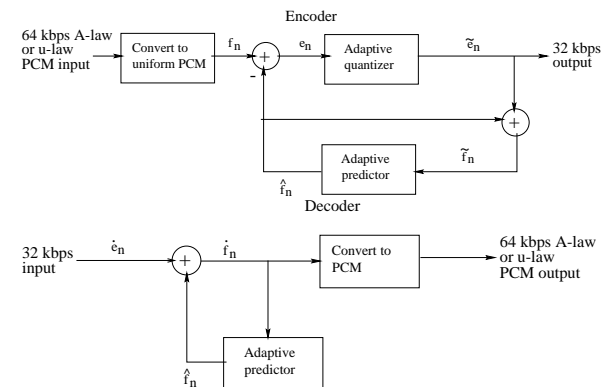 Encoder
64 kbps A-law
or u-law
PCM input
Convert to
uniform PCM
fn
+
-
en
Adaptive
quantizer
ẽn
32 kbps
output
+
Adaptive
predictor
f̃n
f̂n
Decoder
32 kbps
input
ėn
+
ḟn
Convert to
PCM
64 kbps A-law
or u-law
PCM output
Adaptive
predictor
f̂n